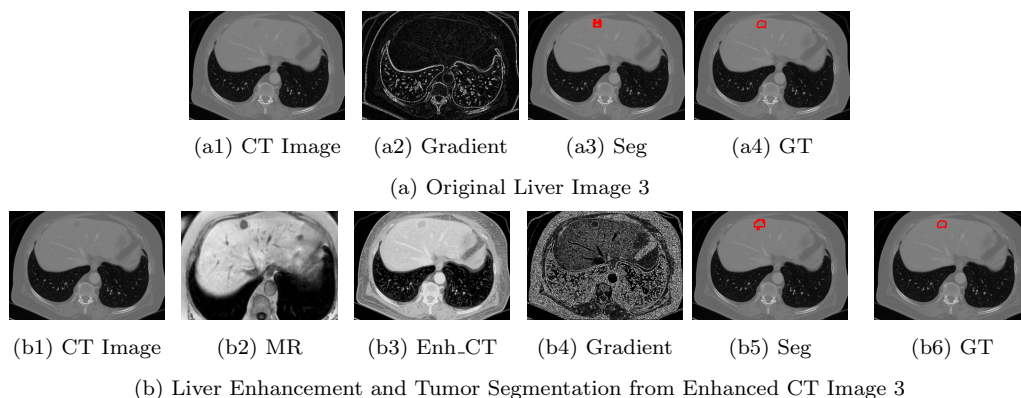 (a1) CT Image (a2) Gradient (a3) Seg (a4) GT
(a) Original Liver Image 3
(b1) CT Image (b2) MR (b3) Enh_CT (b4) Gradient (b5) Seg (b6) GT
(b) Liver Enhancement and Tumor Segmentation from Enhanced CT Image 3